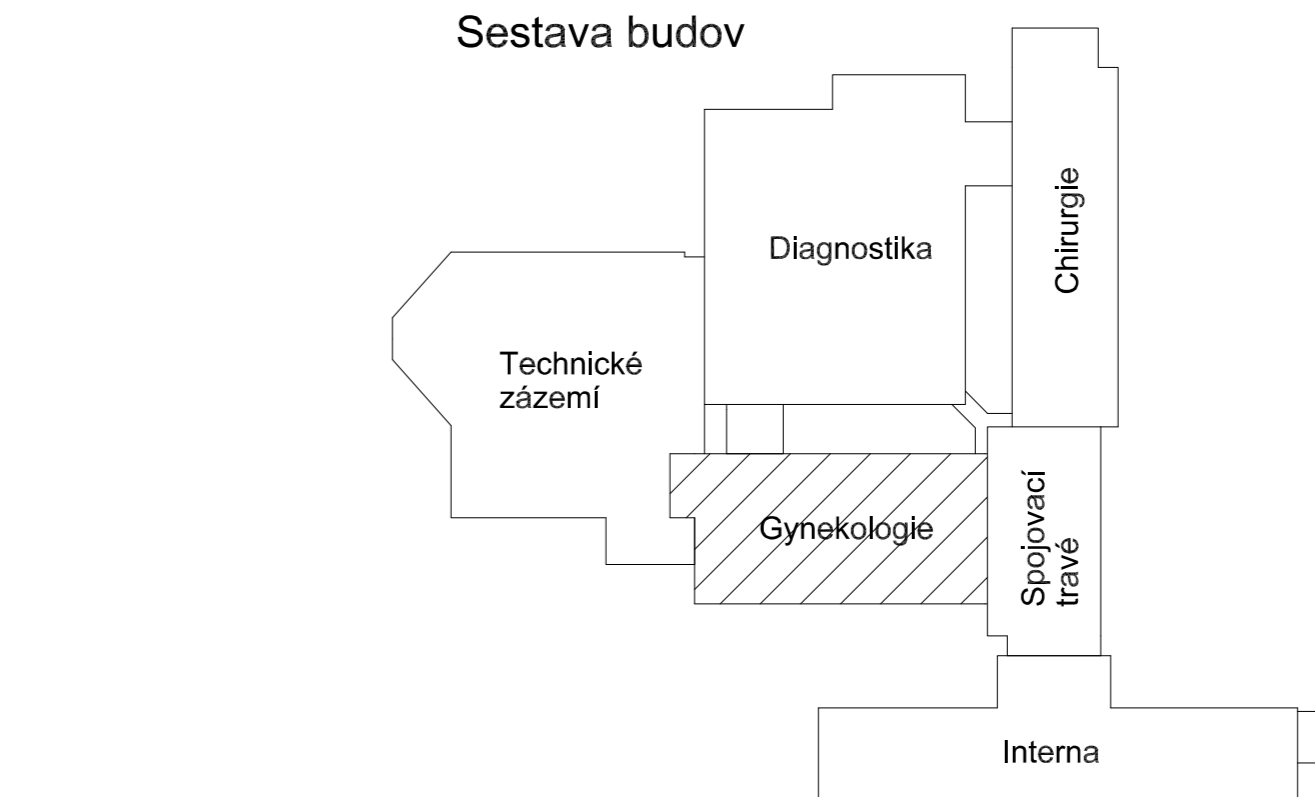 Sestava budov
Chirurgie
Diagnostika
Technické
zázemí
Gynekologie
Spojovací
travé
Interna